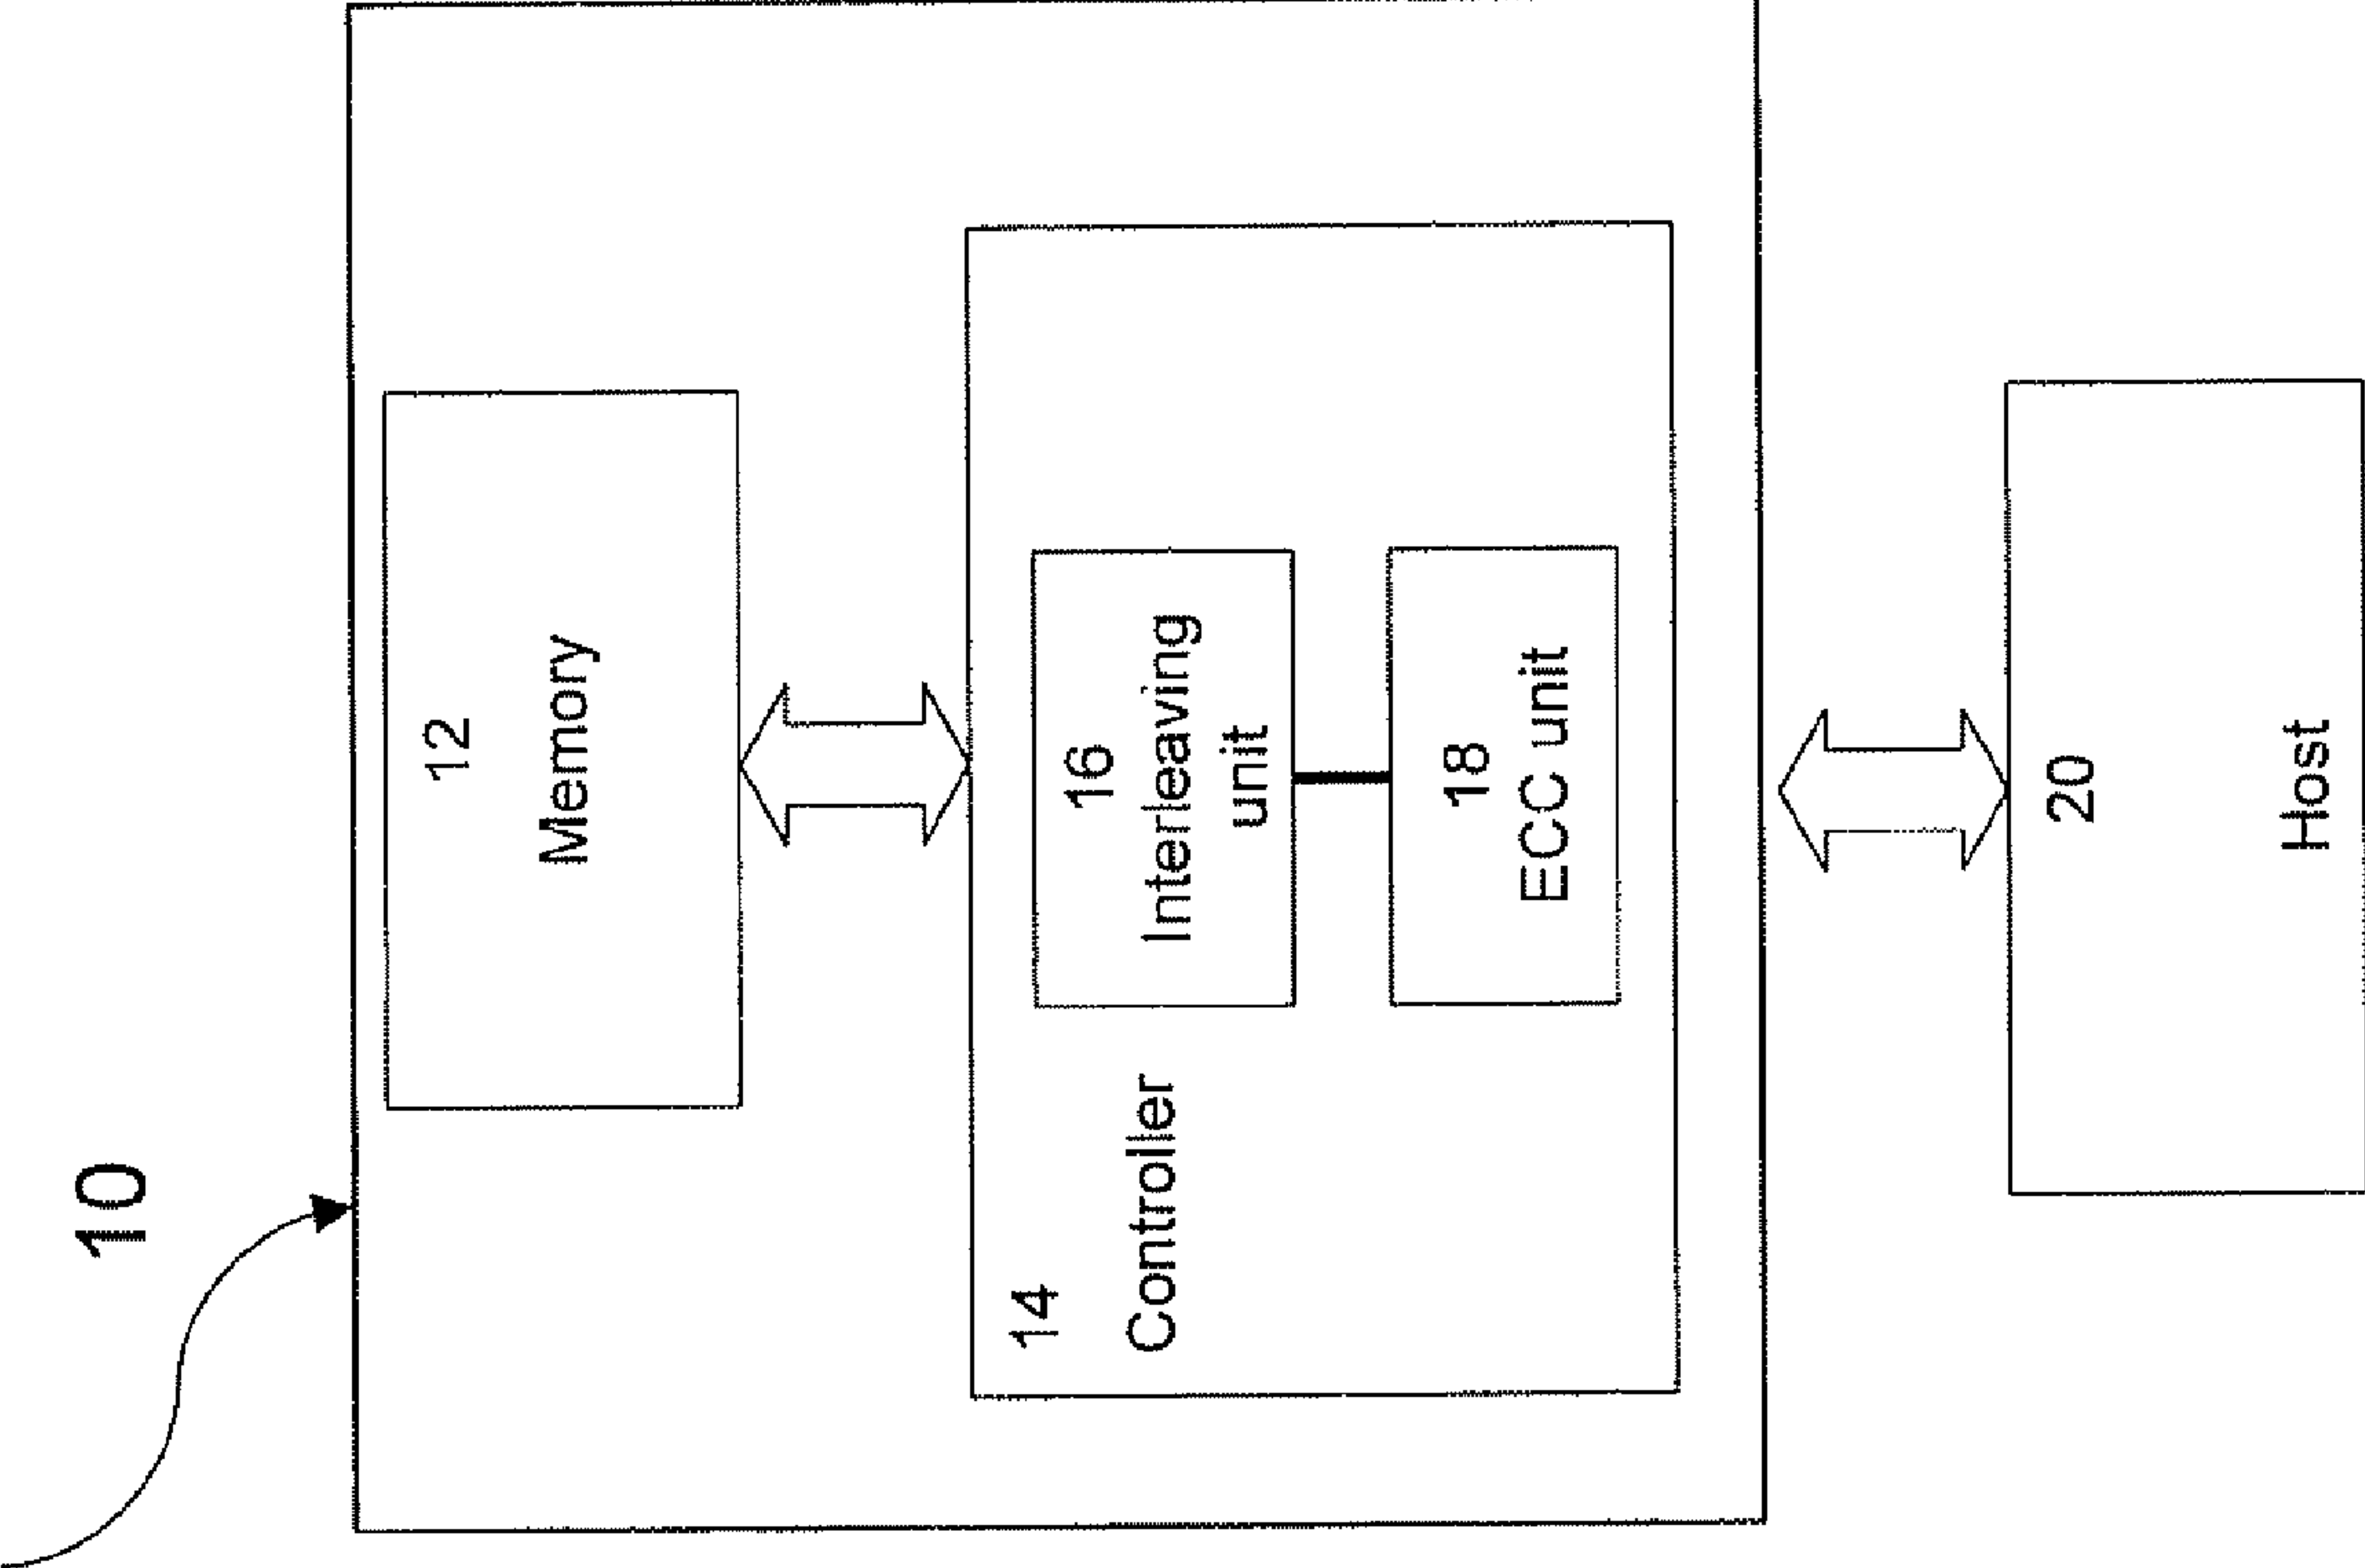 10
12
Memory
14
Controller
16
Interleaving
unit
18
ECC unit
20
Host